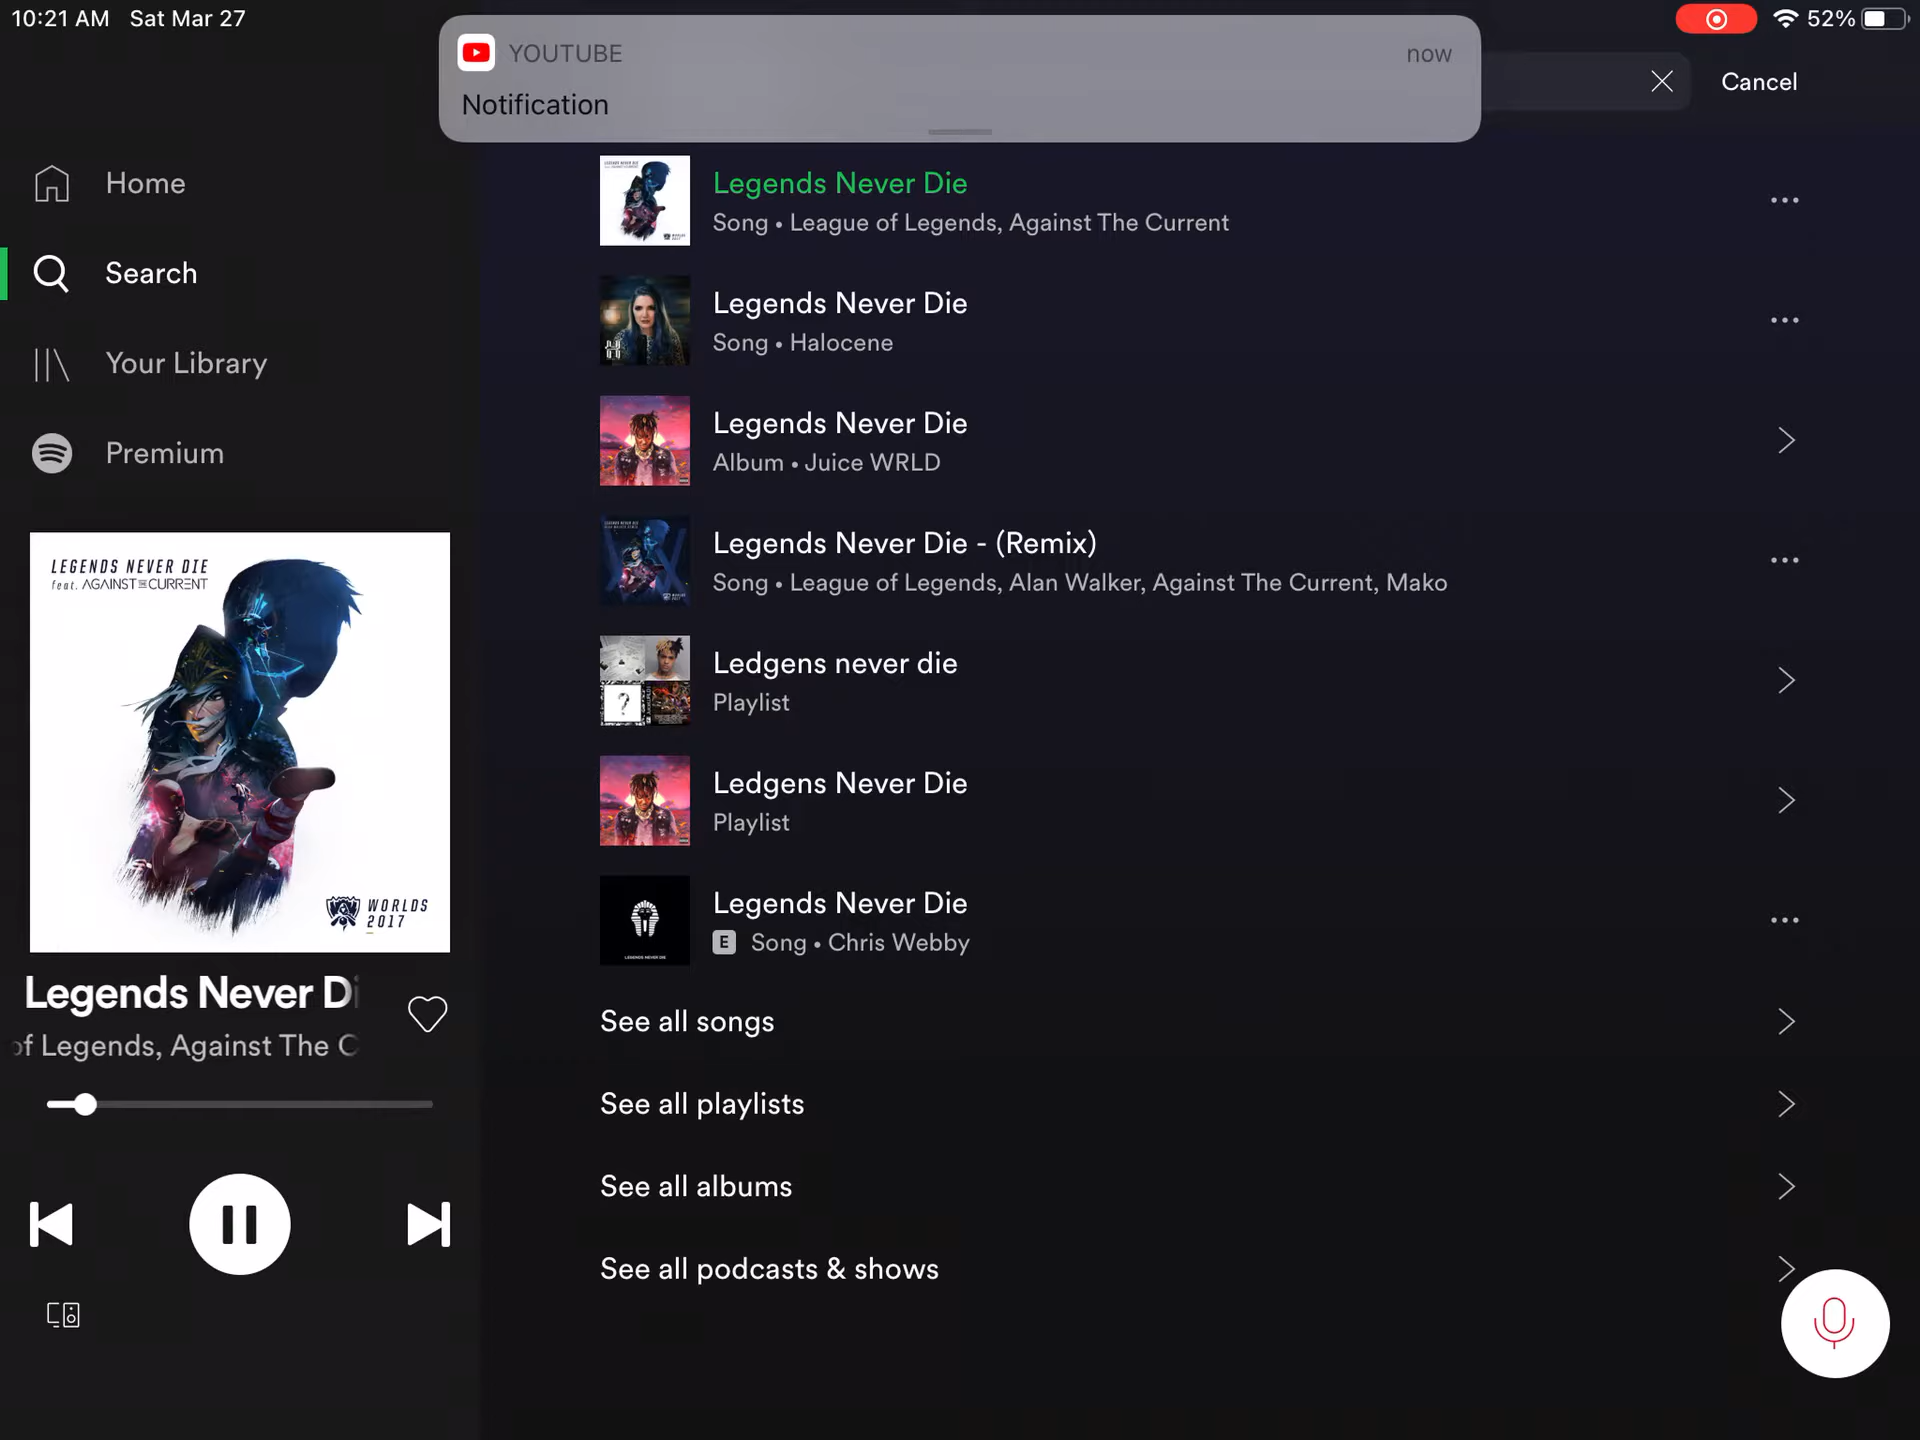 10:21 AM Sat Mar 27
52%
YOUTUBE
now
Notification
Cancel
Home
Search
Your Library
Premium
LEGENDS NEVER DIE
feat. AGAINST THE CURRENT
WORLDS
2017
Legends Never Di
of Legends, Against The C
Legends Never Die
Song • League of Legends, Against The Current
Legends Never Die
Song • Halocene
Legends Never Die
Album • Juice WRLD
Legends Never Die - (Remix)
Song • League of Legends, Alan Walker, Against The Current, Mako
Ledgens never die
Playlist
Ledgens Never Die
Playlist
LEGENDS NEVER DIE
Legends Never Die
E Song • Chris Webby
See all songs
See all playlists
See all albums
See all podcasts & shows